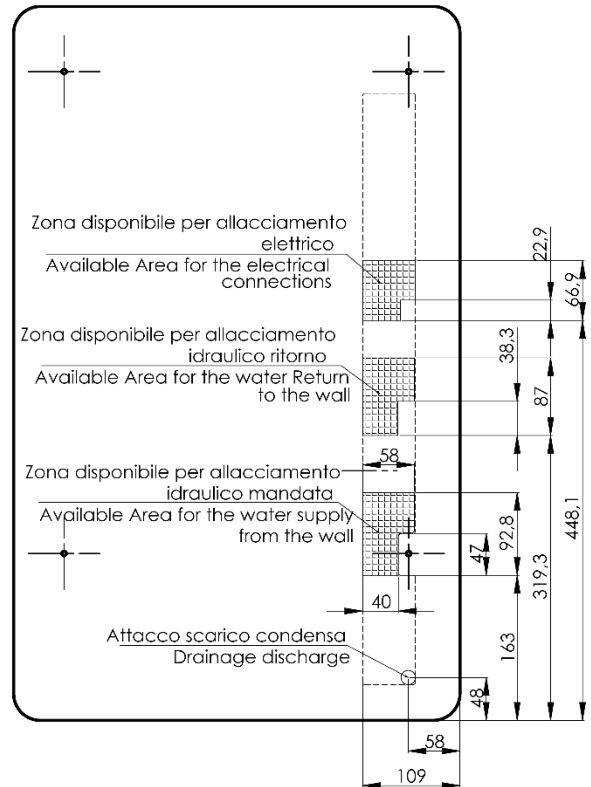 Zona disponibile per allacciamento
elettrico
Available Area for the electrical
connections
22,9
66,9
Zona disponibile per allacciamento
idraulico ritorno
Available Area for the water Return
to the wall
38,3
87
58
Zona disponibile per allacciamento
idraulico mandata
Available Area for the water supply
from the wall
47
92,8
448,1
319,3
40
163
Attacco scarico condensa
Drainage discharge
48
58
109